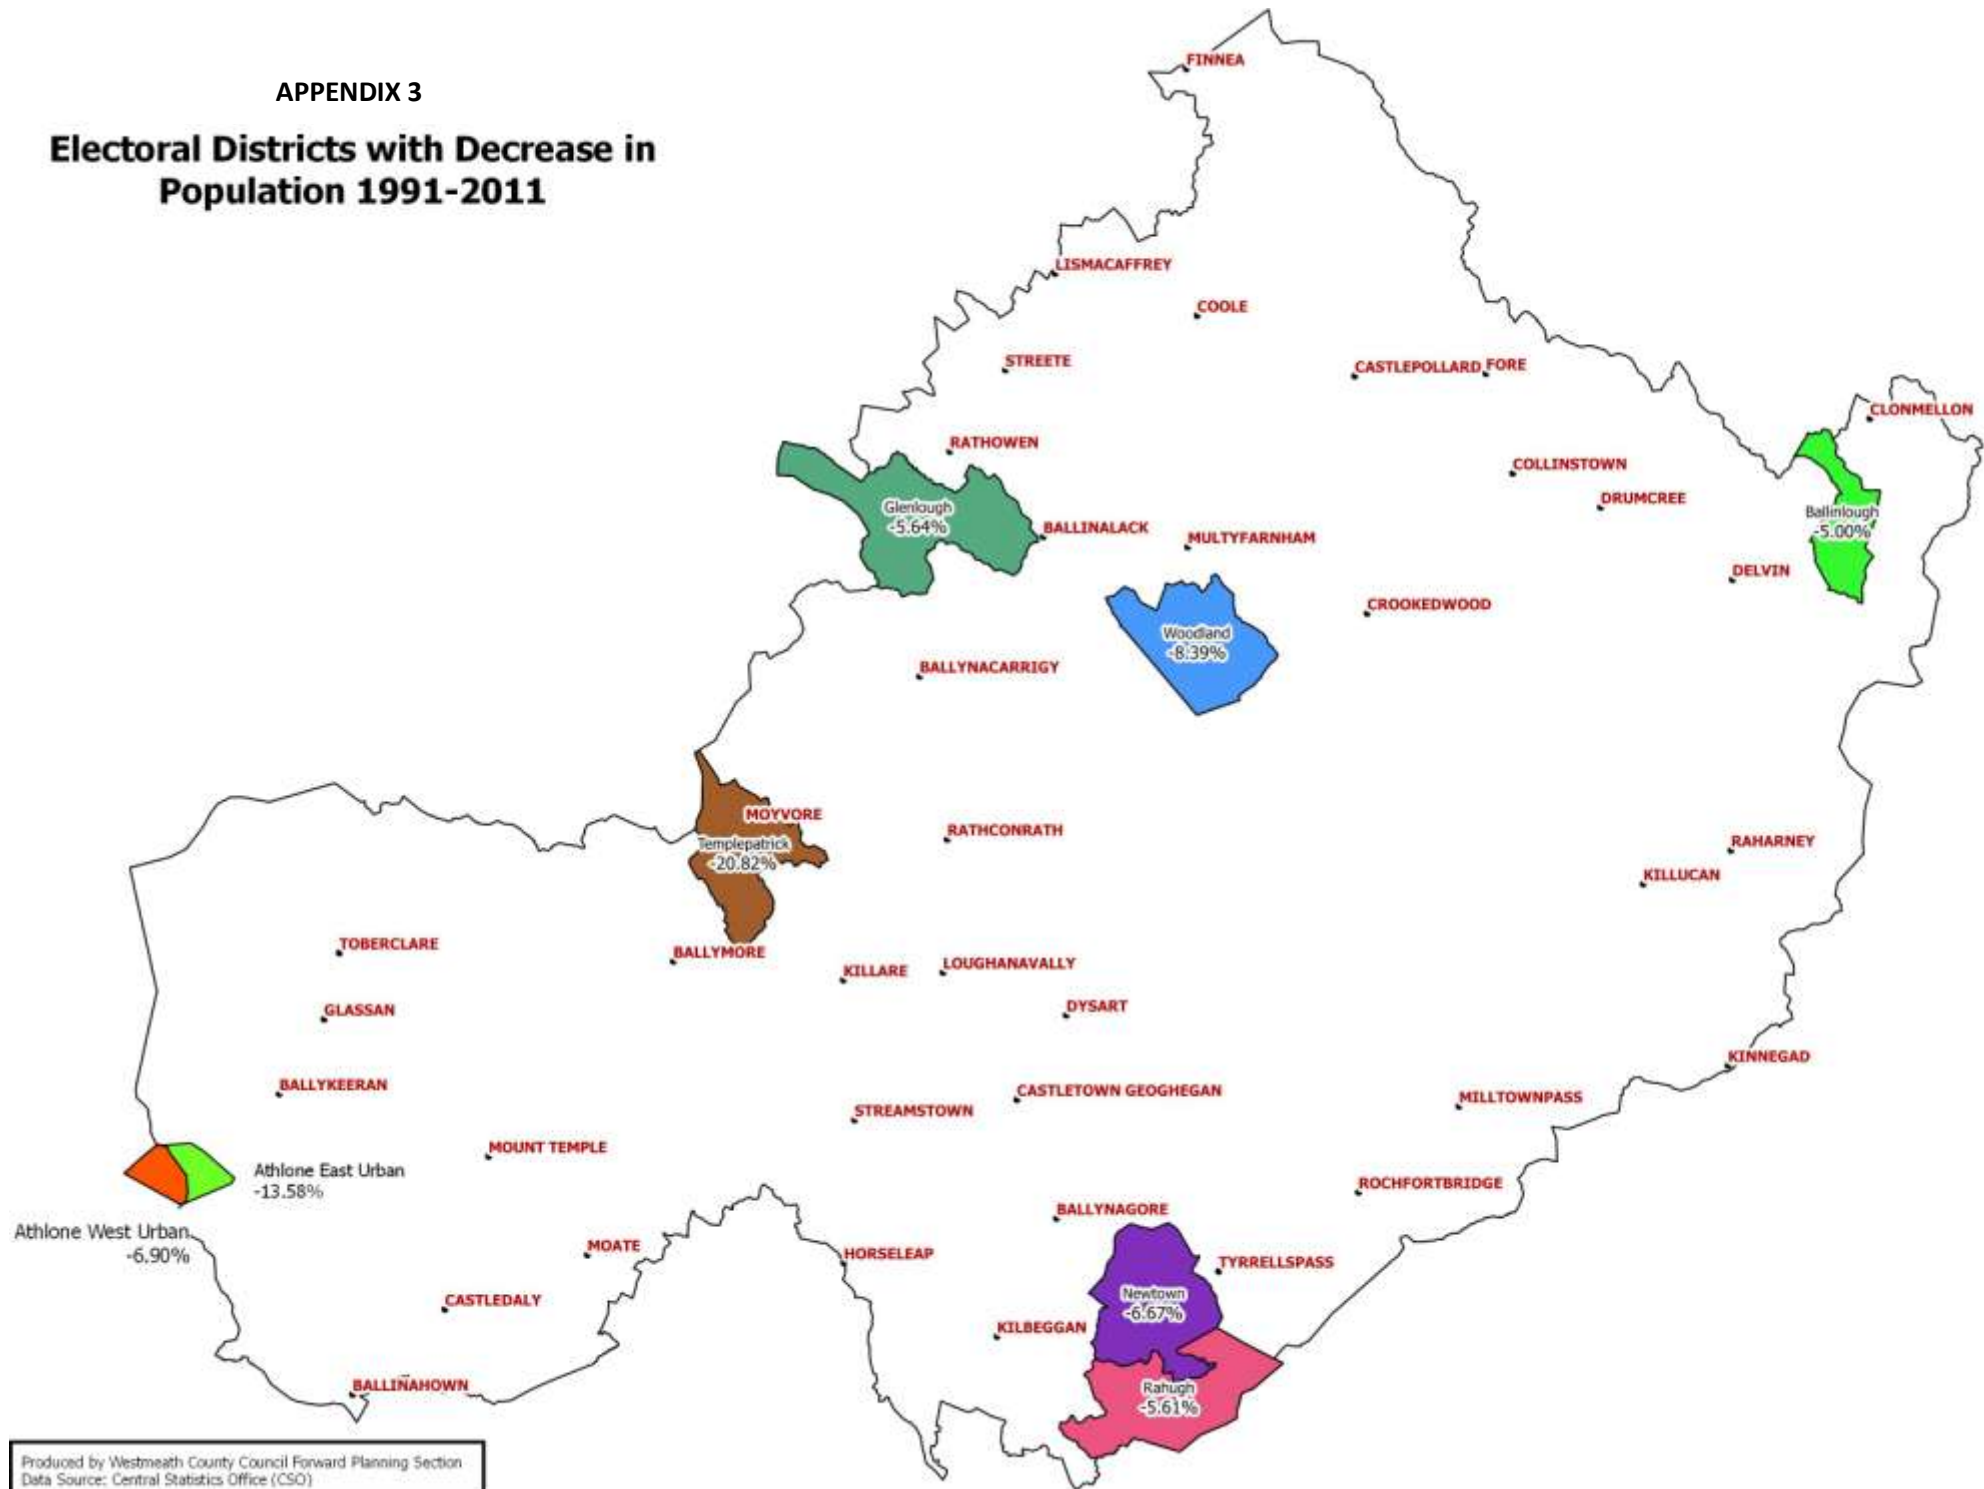 APPENDIX 3
Electoral Districts with Decrease in
Population 1991-2011
FINNEA
LISMACAFFREY
COOLE
STREETE
CASTLEPOLLARD
FORE
CLONMELLON
RATHOWEN
COLLINSTOWN
DRUMCREE
Glenlough
-5.64%
Ballinlough
-5.00%
BALLINALACK
MULTYFARNHAM
DELVIN
CROOKEDWOOD
Woodland
-8.39%
BALLYNACARRIGY
MOYVORE
Templepatrick
-20.82%
RATHCONRATH
RAHARNEY
KILLUCAN
TOBERCLARE
BALLYMORE
KILLARE
LOUGHANAVALLY
GLASSAN
DYSART
KINNEGAD
BALLYKEERAN
CASTLETOWN GEOGHEGAN
MILLTOWNPASS
STREAMSTOWN
MOUNT TEMPLE
Athlone East Urban
-13.58%
ROCHFORTBRIDGE
BALLYNAGORE
Athlone West Urban
-6.90%
MOATE
HORSELEAP
TYRRELLSPASS
CASTLEDALY
Newtown
-6.67%
KILBEGGAN
BALLINAHOWN
Rahugh
-5.61%
Produced by Westmeath County Council Forward Planning Section
Data Source: Central Statistics Office (CSO)